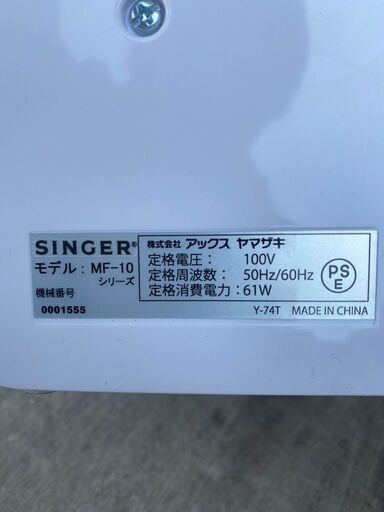 SINGER®
モデル：MF-10
シリーズ
機械番号
0001555
株式会社 アックス ヤマザキ
定格電圧： 100V
定格周波数： 50Hz/60Hz
定格消費電力：61W
PS
E
Y-74T MADE IN CHINA